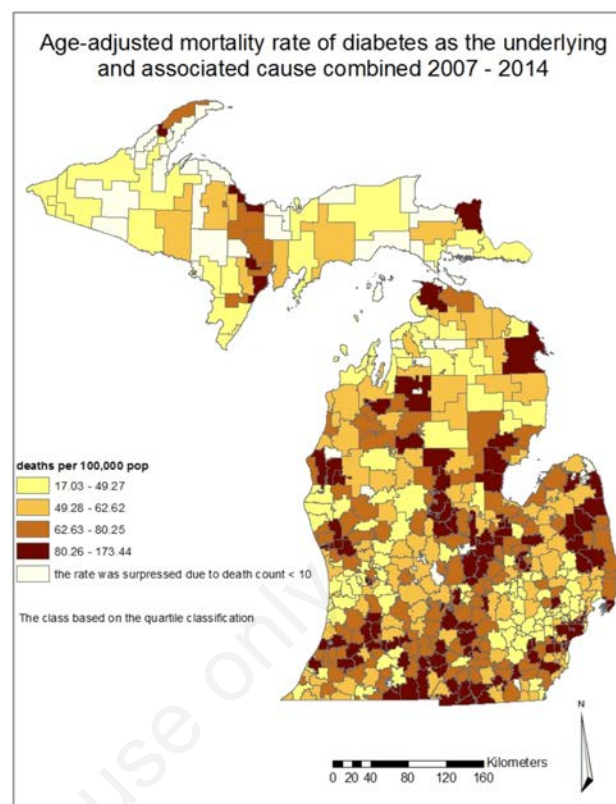 Age-adjusted mortality rate of diabetes as the underlying
and associated cause combined 2007 - 2014
deaths per 100,000 pop
17.03 - 49.27
49.28 - 62.62
62.63 - 80.25
80.26 - 173.44
the rate was surpressed due to death count < 10
The class based on the quartile classification
use only
N
Kilometers
0 20 40 80 120 160